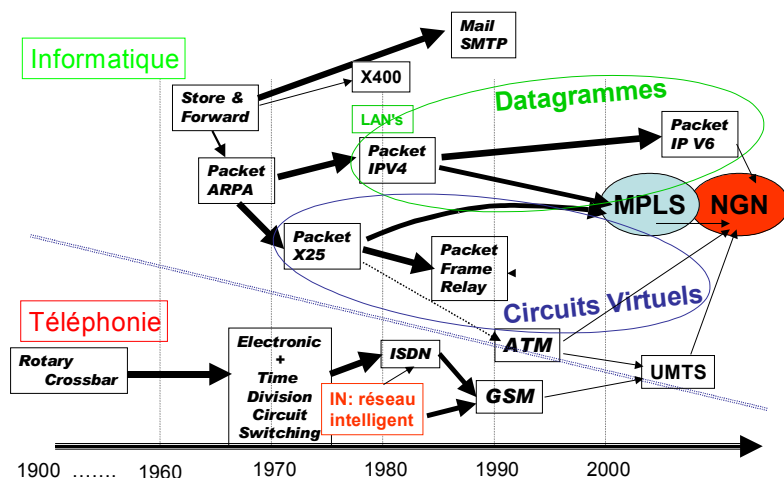 Informatique
Mail
SMTP
X400
Store &
Forward
Datagrammes
LAN's
Packet
ARPA
Packet
IPV4
Packet
IP V6
MPLS
NGN
Packet
X25
Packet
Frame
Relay
Circuits Virtuels
Téléphonie
Rotary
Crossbar
Electronic
+
Time
Division
Circuit
Switching
ISDN
ATM
IN: réseau
intelligent
GSM
UMTS
1900 ....... 1960 1970 1980 1990 2000